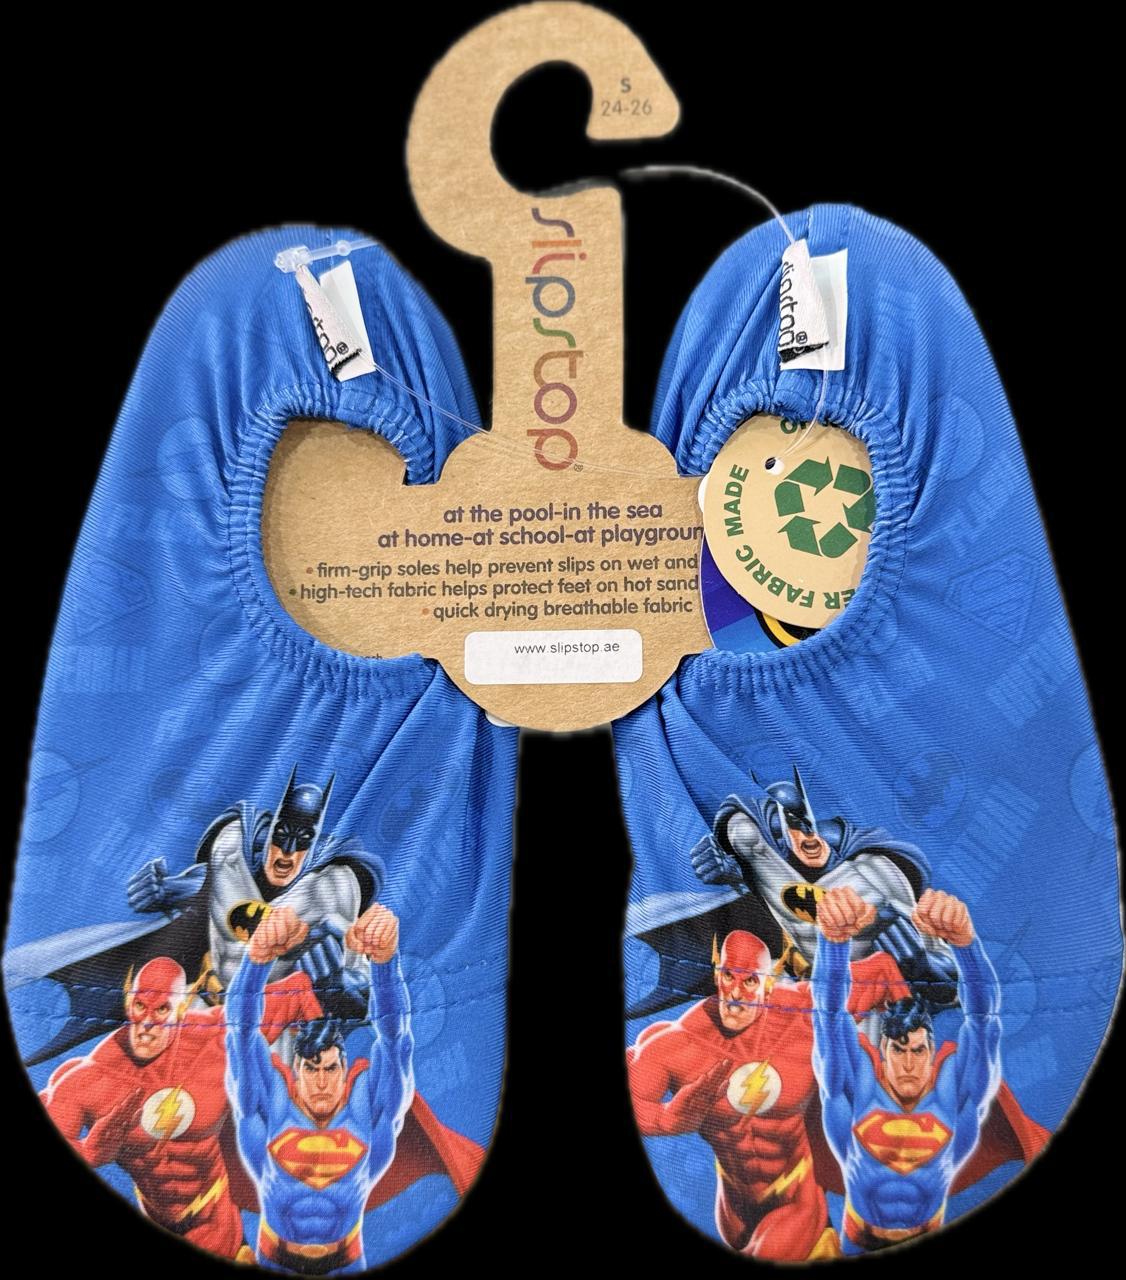 S
24-26
slipstop®
slipstop®
at the pool-in the sea
at home-at school-at playgroun
• firm-grip soles help prevent slips on wet and
• high-tech fabric helps protect feet on hot sand
• quick drying breathable fabric
www.slipstop.ae
FABRIC MADE